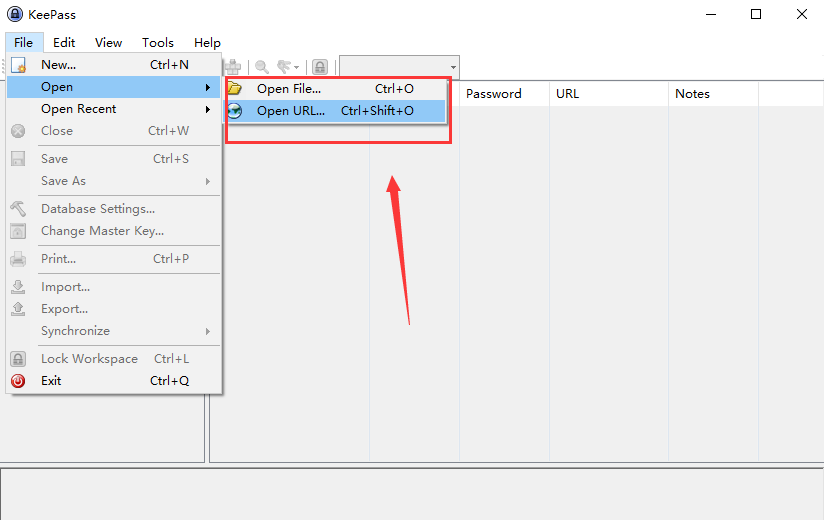 KeePass
File Edit View Tools Help
New... Ctrl+N
Open
Open Recent
Close Ctrl+W
Save Ctrl+S
Save As
Database Settings...
Change Master Key...
Print... Ctrl+P
Import...
Export...
Synchronize
Lock Workspace Ctrl+L
Exit Ctrl+Q
Open File... Ctrl+O
Open URL... Ctrl+Shift+O
Password URL Notes